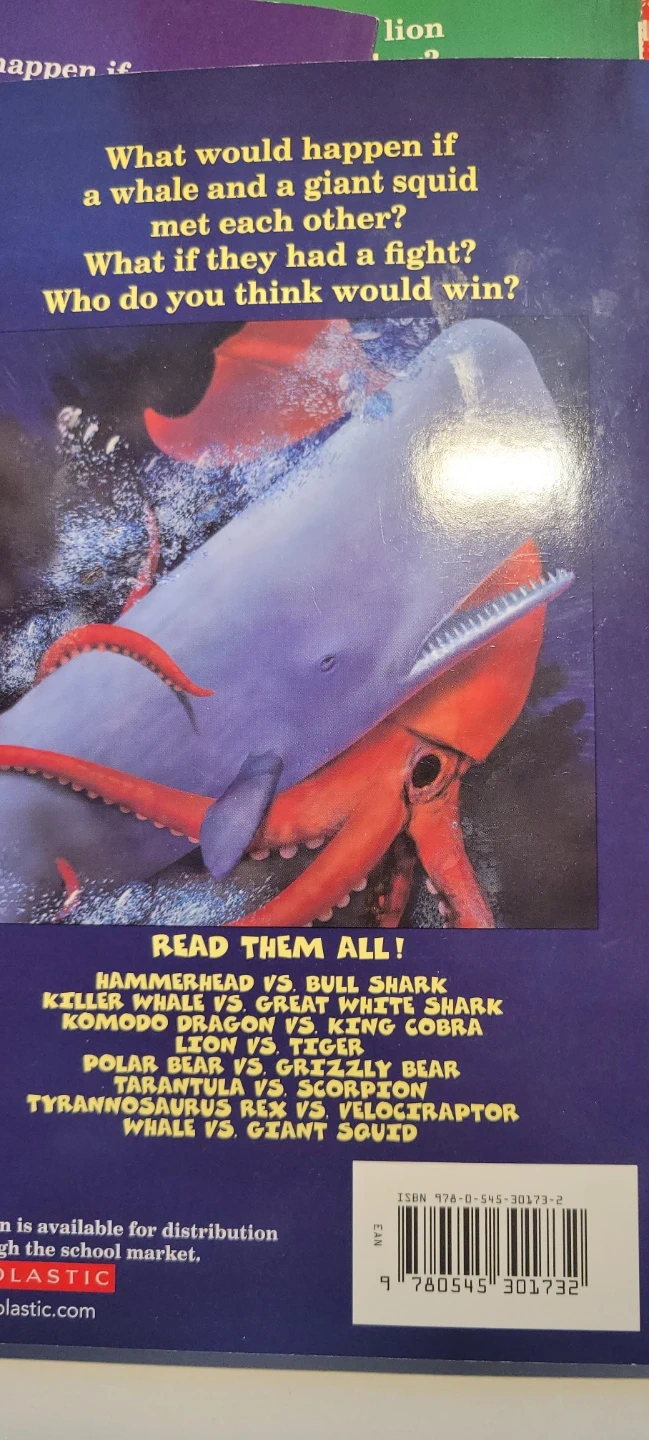 happen if
lion
What would happen if
a whale and a giant squid
met each other?
What if they had a fight?
Who do you think would win?
READ THEM ALL!
HAMMERHEAD VS. BULL SHARK
KILLER WHALE VS. GREAT WHITE SHARK
KOMODO DRAGON VS. KING COBRA
LION VS. TIGER
POLAR BEAR VS. GRIZZLY BEAR
TARANTULA VS. SCORPION
TYRANNOSAURUS REX VS. VELOCIRAPTOR
WHALE VS. GIANT SQUID
n is available for distribution
gh the school market.
OLASTIC
olastic.com
ISBN 978-0-545-30173-2
EAN
9 780545 301732